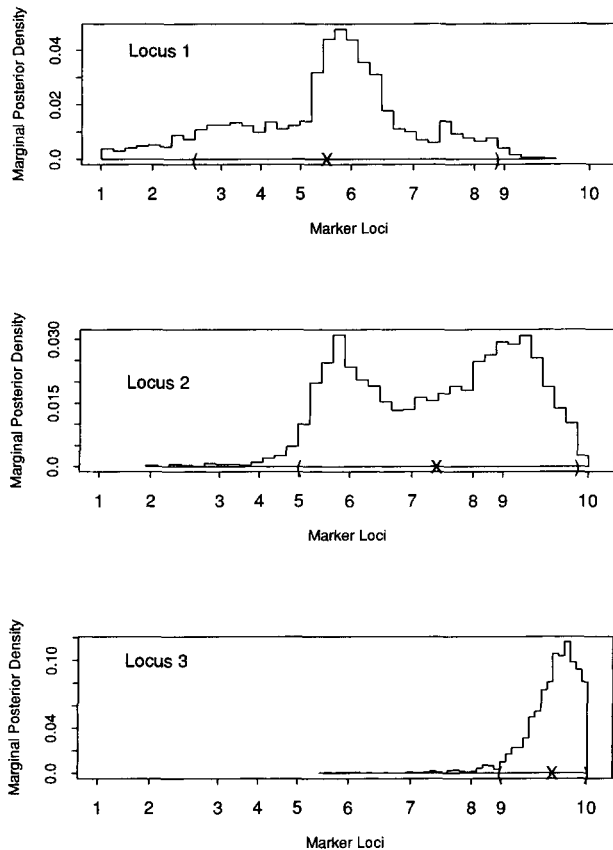 Marginal Posterior Density
0.04
0.02
0.0
Locus 1
( X )
1 2 3 4 5 6 7 8 9 10
Marker Loci
Marginal Posterior Density
0.030
0.015
0.0
Locus 2
( X )
1 2 3 4 5 6 7 8 9 10
Marker Loci
Marginal Posterior Density
0.10
0.04
0.0
Locus 3
( X )
1 2 3 4 5 6 7 8 9 10
Marker Loci